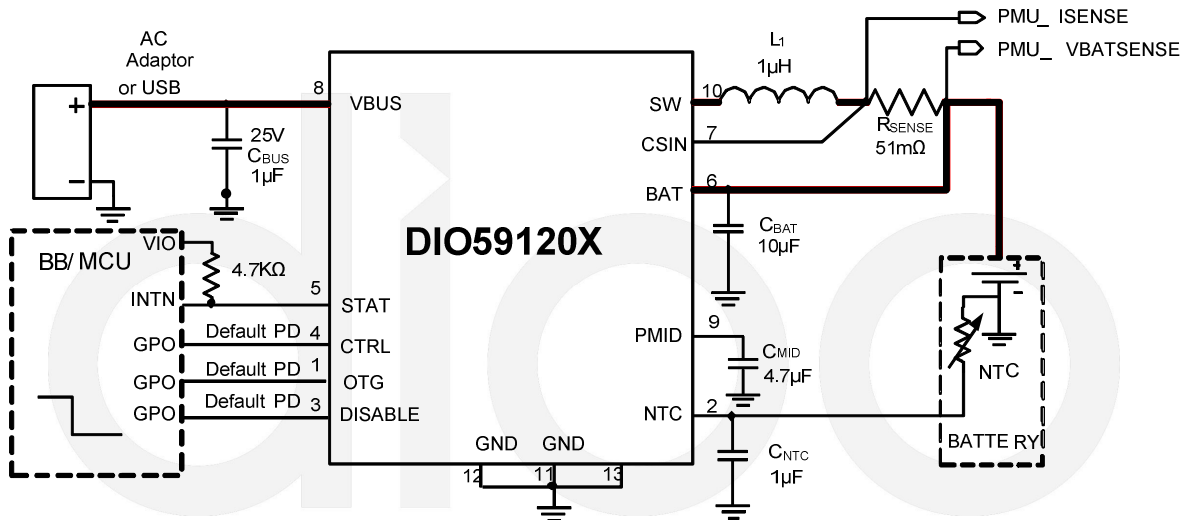 PMU_ ISENSE
PMU_ VBATSENSE
AC
Adaptor
or USB
+
−
25V
CBUS
1µF
8
VBUS
L1
1µH
10
SW
7
CSIN
RSENSE
51mΩ
6
BAT
CBAT
10µF
DIO59120X
BB/ MCU
VIO
4.7KΩ
INTN
5
STAT
GPO
Default PD
4
CTRL
GPO
Default PD
1
OTG
GPO
Default PD
3
DISABLE
PMID
9
CMID
4.7µF
NTC
2
CNTC
1µF
GND
GND
12
11
13
+
-
NTC
BATTE RY
dioo